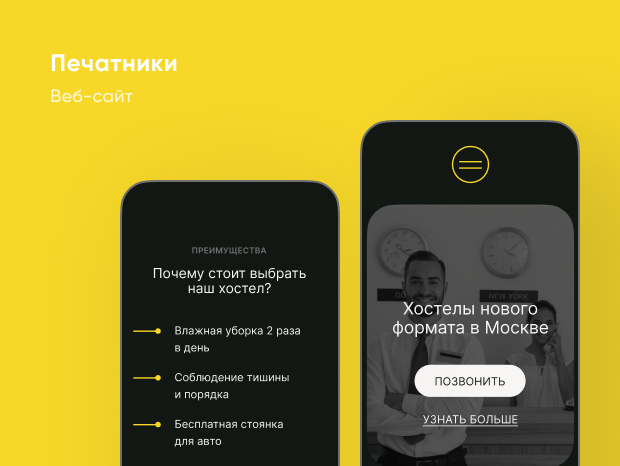 Печатники
Веб-сайт
ПРЕИМУЩЕСТВА
Почему стоит выбрать
наш хостел?
Влажная уборка 2 раза
в день
Соблюдение тишины
и порядка
Бесплатная стоянка
для авто
NEW YORK
Хостелы нового
формата в Москве
ПОЗВОНИТЬ
УЗНАТЬ БОЛЬШЕ